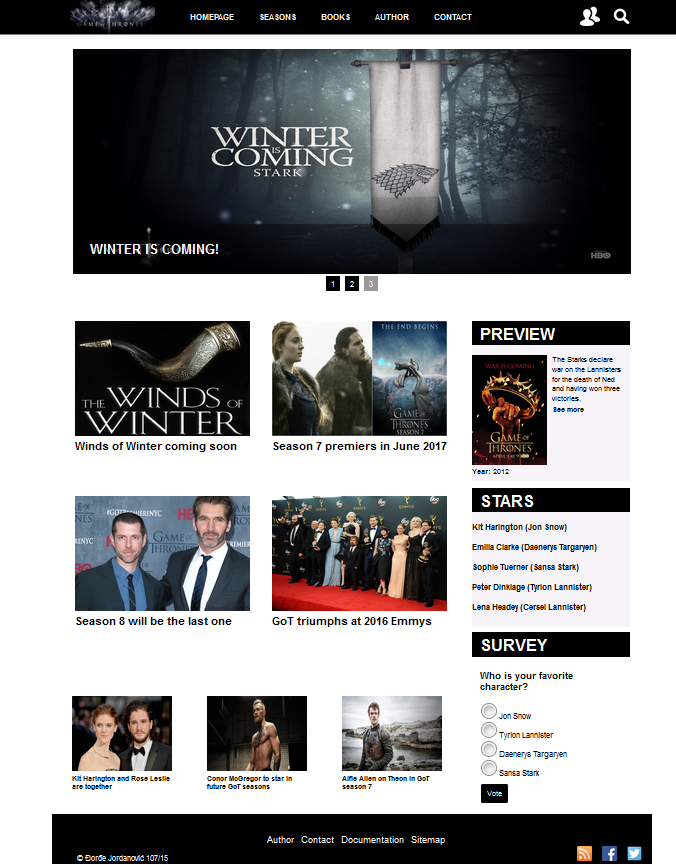 GAME OF THRONES
HOMEPAGE SEASONS BOOKS AUTHOR CONTACT
WINTER
IS
COMING
STARK
WINTER IS COMING!
HBO
1 2 3
THE WINDS OF
WINTER
Winds of Winter coming soon
THE END BEGINS
GAME OF
THRONES
SEASON 7
Season 7 premiers in June 2017
#GOTPREMIERENYC
HBO
GAME OF
THRONES
Season 8 will be the last one
GoT triumphs at 2016 Emmys
Kit Harington and Rose Leslie
are together
Conor McGregor to star in
future GoT seasons
Alfie Allen on Theon in GoT
season 7
PREVIEW
WAR IS COMING
GAME OF
THRONES
The Starks declare
war on the Lannisters
for the death of Ned
and having won three
victories.
See more
Year: 2012
STARS
Kit Harington (Jon Snow)
Emilia Clarke (Daenerys Targaryen)
Sophie Tuerner (Sansa Stark)
Peter Dinklage (Tyrion Lannister)
Lena Headey (Cersei Lannister)
SURVEY
Who is your favorite
character?
Jon Snow
Tyrion Lannister
Daenerys Targaryen
Sansa Stark
Vote
Author Contact Documentation Sitemap
© Đorđe Jordanović 107/15